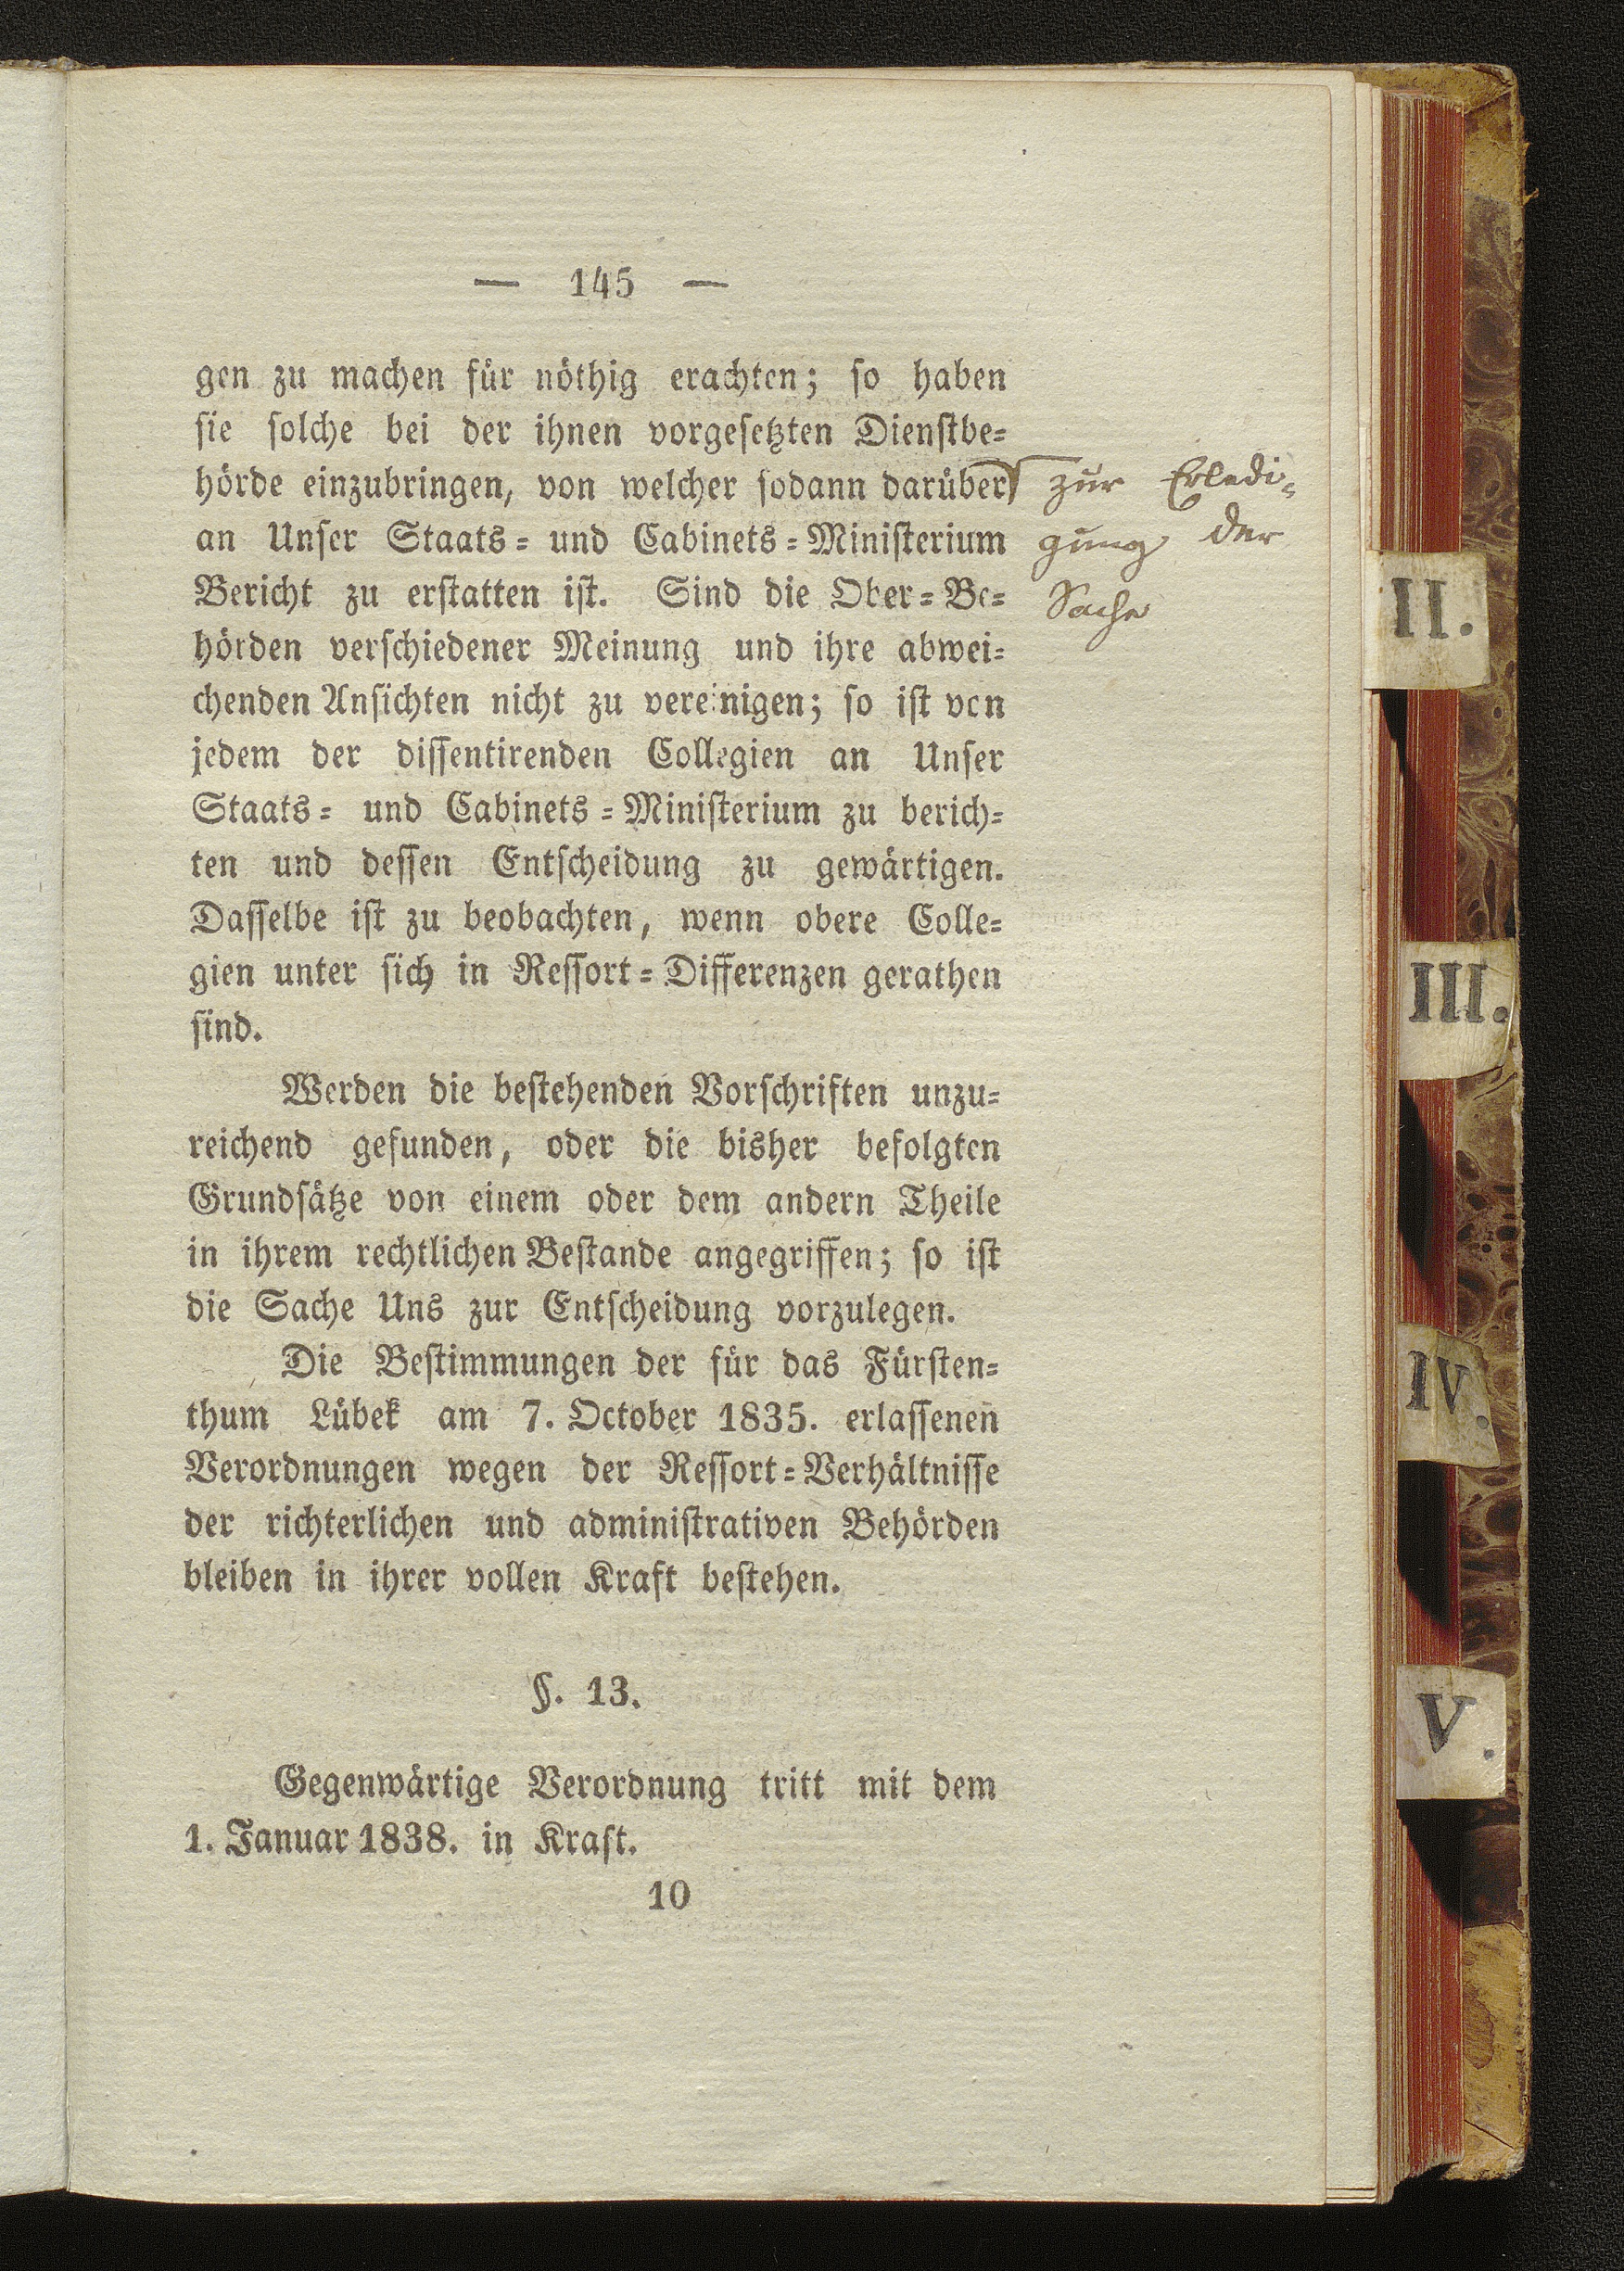 — 145 —
gen zu machen für nöthig erachten; so haben
sie solche bei der ihnen vorgesetzten Dienstbe=
hörde einzubringen, von welcher sodann darüber
an Unser Staats= und Cabinets=Ministerium
Bericht zu erstatten ist. Sind die Ober=Be=
hörden verschiedener Meinung und ihre abwei=
chenden Ansichten nicht zu vereinigen; so ist von
jedem der dissentirenden Collegien an Unser
Staats= und Cabinets=Ministerium zu berich=
ten und dessen Entscheidung zu gewärtigen.
Dasselbe ist zu beobachten, wenn obere Colle=
gien unter sich in Ressort=Differenzen gerathen
sind.
Werden die bestehenden Vorschriften unzu=
reichend gefunden, oder die bisher befolgten
Grundsätze von einem oder dem andern Theile
in ihrem rechtlichen Bestande angegriffen; so ist
die Sache Uns zur Entscheidung vorzulegen.
Die Bestimmungen der für das Fürsten=
thum Lübek am 7. October 1835. erlassenen
Verordnungen wegen der Ressort=Verhältnisse
der richterlichen und administrativen Behörden
bleiben in ihrer vollen Kraft bestehen.
§. 13.
Gegenwärtige Verordnung tritt mit dem
1. Januar 1838. in Kraft.
10
zur Erledi=
gung der
Sache
II.
III.
IV.
V.